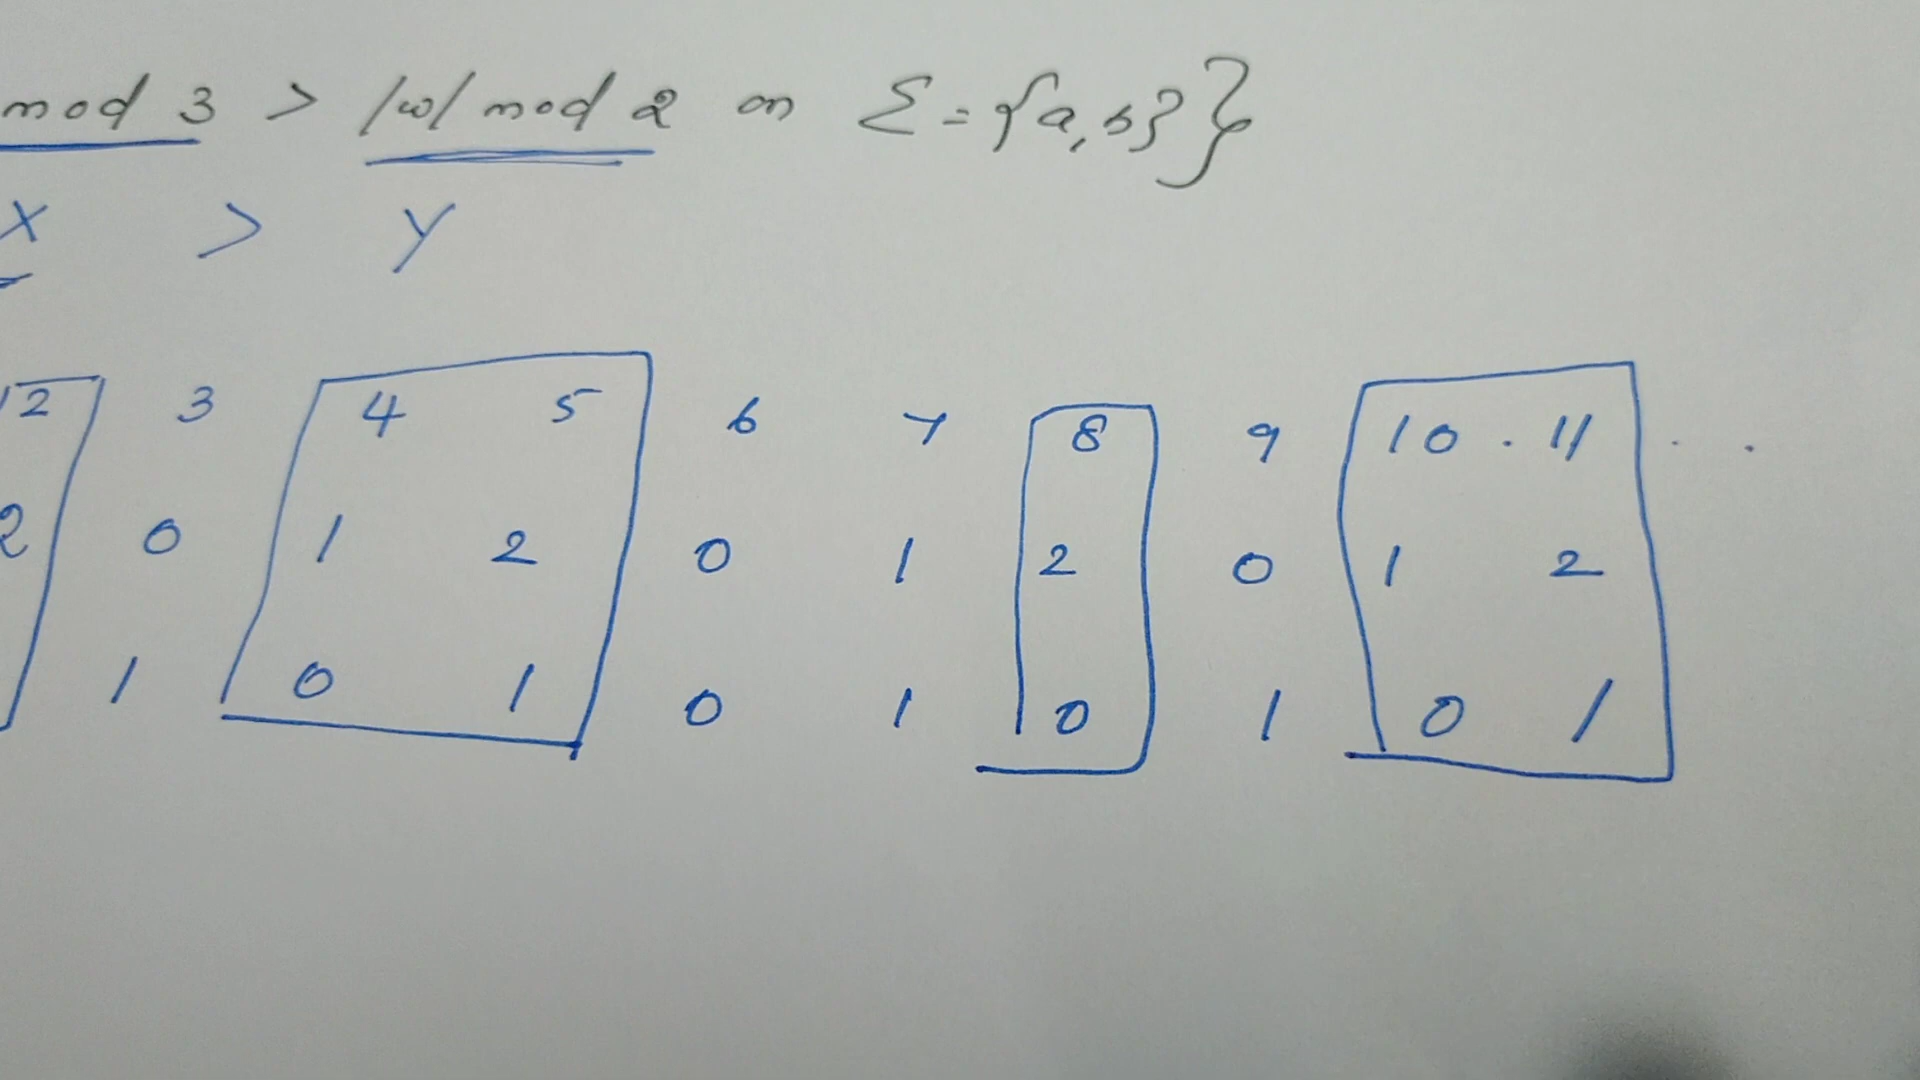 mod 3 > |w| mod 2 on Σ = {a, b}}
X > Y
2 3 4 5 6 7 8 9 10 . 11 . .
2 0 1 2 0 1 2 0 1 2
1 0 1 0 1 0 1 0 1